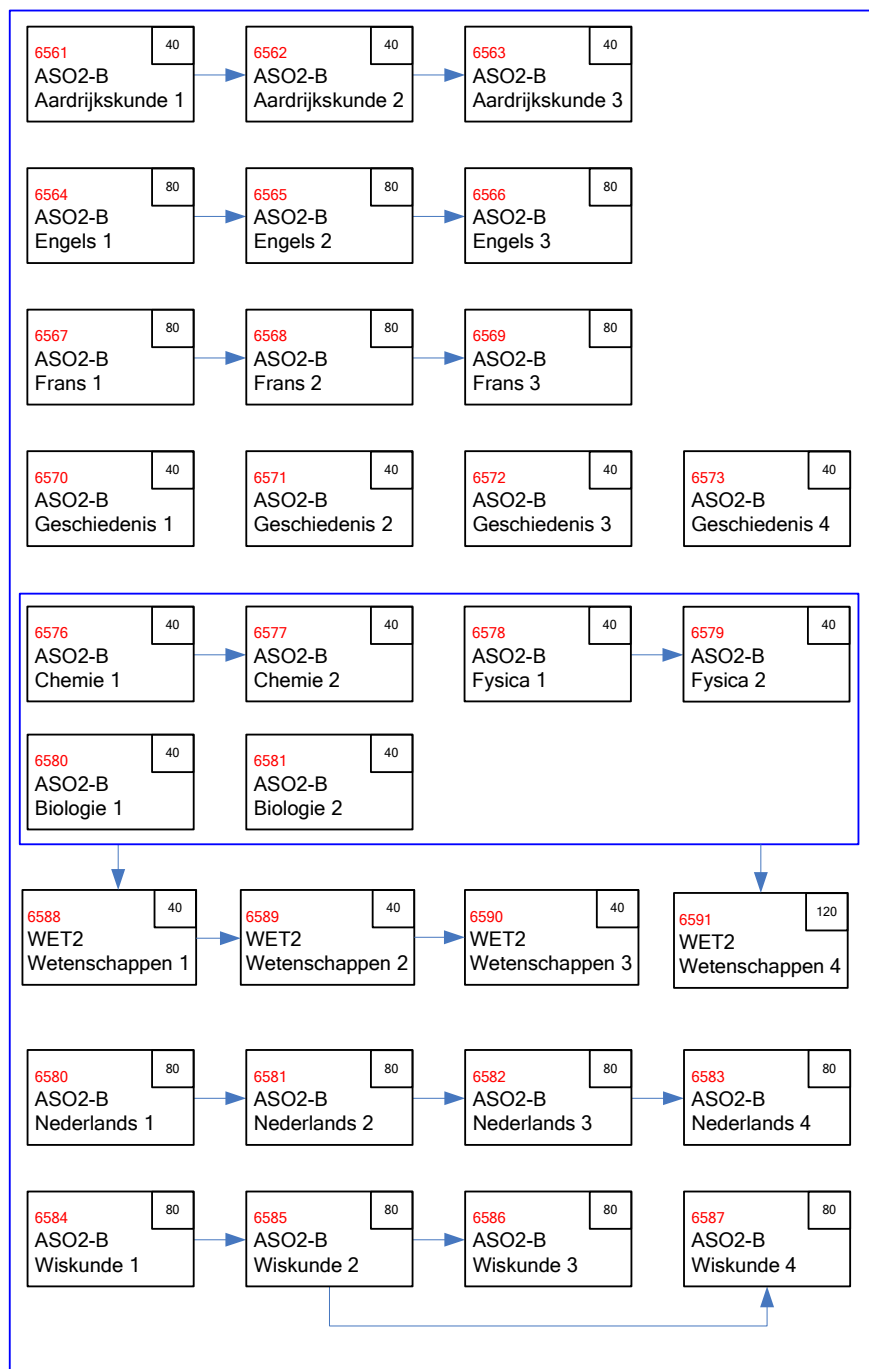 6561
40
ASO2-B
Aardrijkskunde 1
6562
40
ASO2-B
Aardrijkskunde 2
6563
40
ASO2-B
Aardrijkskunde 3
6564
80
ASO2-B
Engels 1
6565
80
ASO2-B
Engels 2
6566
80
ASO2-B
Engels 3
6567
80
ASO2-B
Frans 1
6568
80
ASO2-B
Frans 2
6569
80
ASO2-B
Frans 3
6570
40
ASO2-B
Geschiedenis 1
6571
40
ASO2-B
Geschiedenis 2
6572
40
ASO2-B
Geschiedenis 3
6573
40
ASO2-B
Geschiedenis 4
6576
40
ASO2-B
Chemie 1
6577
40
ASO2-B
Chemie 2
6578
40
ASO2-B
Fysica 1
6579
40
ASO2-B
Fysica 2
6580
40
ASO2-B
Biologie 1
6581
40
ASO2-B
Biologie 2
6588
40
WET2
Wetenschappen 1
6589
40
WET2
Wetenschappen 2
6590
40
WET2
Wetenschappen 3
6591
120
WET2
Wetenschappen 4
6580
80
ASO2-B
Nederlands 1
6581
80
ASO2-B
Nederlands 2
6582
80
ASO2-B
Nederlands 3
6583
80
ASO2-B
Nederlands 4
6584
80
ASO2-B
Wiskunde 1
6585
80
ASO2-B
Wiskunde 2
6586
80
ASO2-B
Wiskunde 3
6587
80
ASO2-B
Wiskunde 4